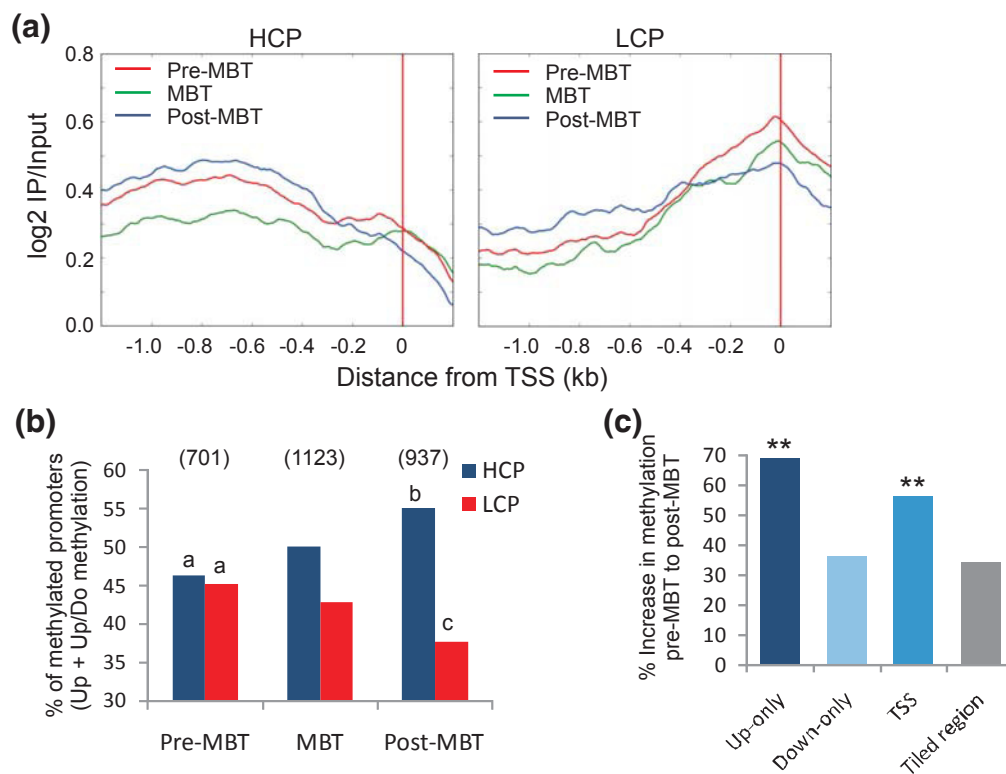 (a)
HCP
LCP
log2 IP/Input
0.8
0.6
0.4
0.2
0.0
Pre-MBT
MBT
Post-MBT
Pre-MBT
MBT
Post-MBT
-1.0 -0.8 -0.6 -0.4 -0.2 0
-1.0 -0.8 -0.6 -0.4 -0.2 0
Distance from TSS (kb)
(b)
% of methylated promoters
(Up + Up/Do methylation)
60
55
50
45
40
35
30
(701) (1123) (937)
HCP
LCP
a a
b
c
Pre-MBT MBT Post-MBT
(c)
% Increase in methylation
pre-MBT to post-MBT
70
60
50
40
30
20
10
0
**
**
Up-only
Down-only
TSS
Tiled region